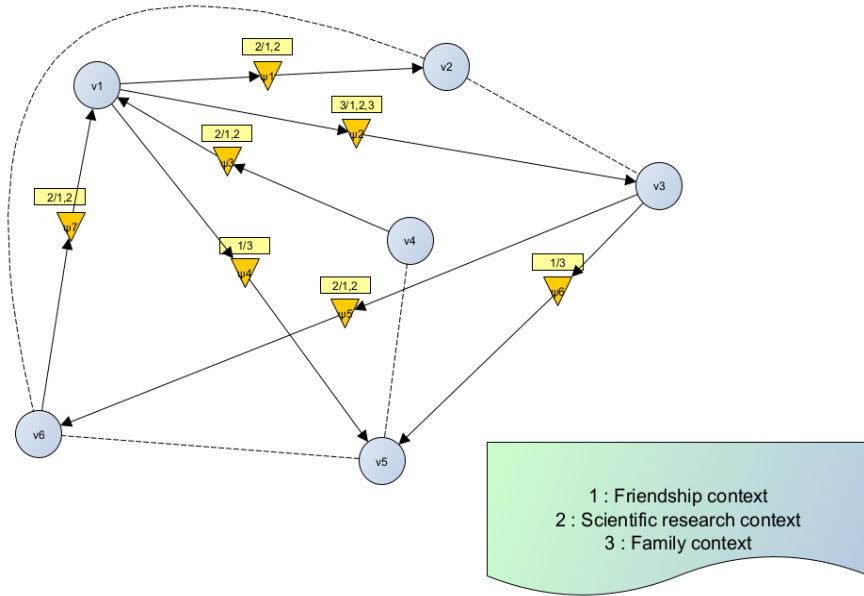 2/1,2
v2
ψ1
v1
3/1,2,3
ψ2
2/1,2
ψ3
v3
2/1,2
ψ7
v4
1/3
ψ4
1/3
ψ6
2/1,2
ψ5
v6
v5
1 : Friendship context
2 : Scientific research context
3 : Family context